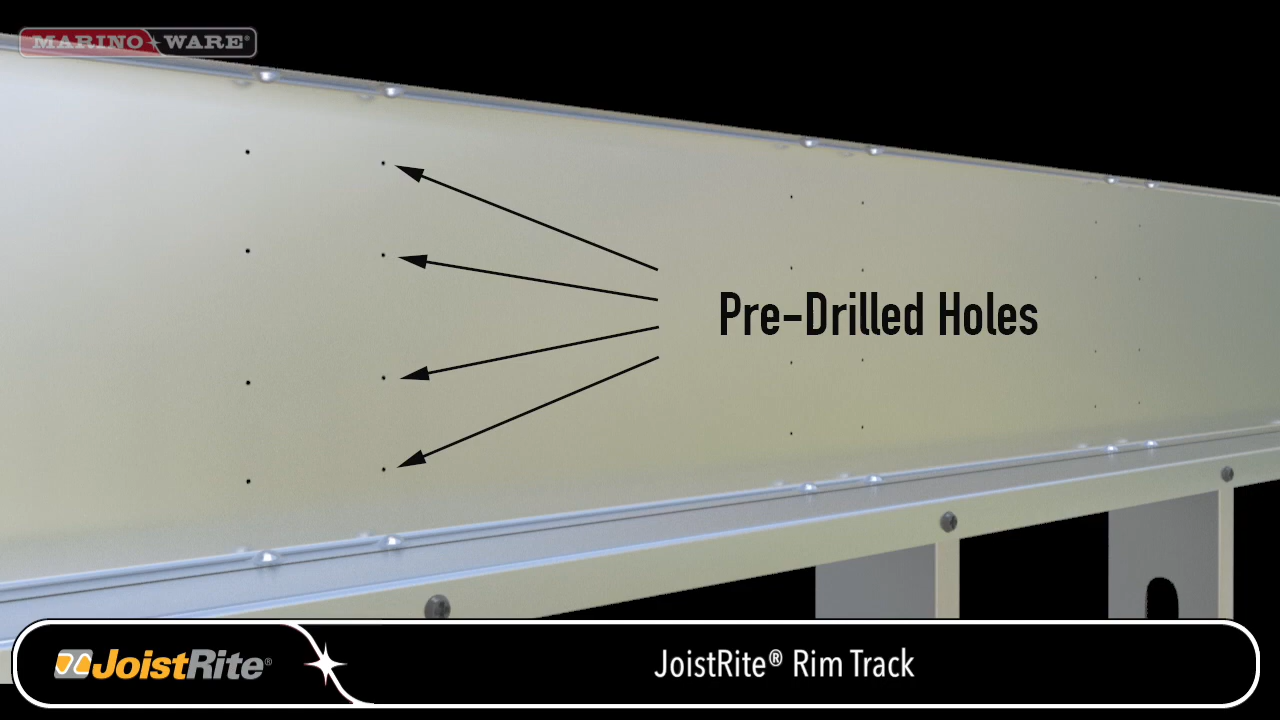 MARINO WARE®
Pre-Drilled Holes
JoistRite®
JoistRite® Rim Track